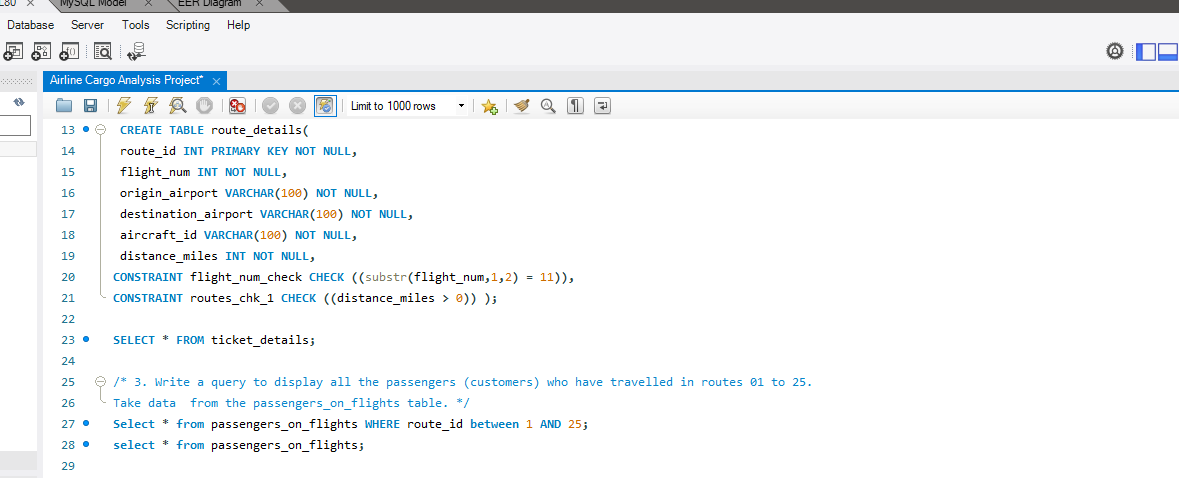 MySQL Model
EER Diagram
Database Server Tools Scripting Help
Airline Cargo Analysis Project*
Limit to 1000 rows
13 CREATE TABLE route_details(
14 route_id INT PRIMARY KEY NOT NULL,
15 flight_num INT NOT NULL,
16 origin_airport VARCHAR(100) NOT NULL,
17 destination_airport VARCHAR(100) NOT NULL,
18 aircraft_id VARCHAR(100) NOT NULL,
19 distance_miles INT NOT NULL,
20 CONSTRAINT flight_num_check CHECK ((substr(flight_num,1,2) = 11)),
21 CONSTRAINT routes_chk_1 CHECK ((distance_miles > 0)) );
22
23 SELECT * FROM ticket_details;
24
25 /* 3. Write a query to display all the passengers (customers) who have travelled in routes 01 to 25.
26 Take data  from the passengers_on_flights table. */
27 Select * from passengers_on_flights WHERE route_id between 1 AND 25;
28 select * from passengers_on_flights;
29